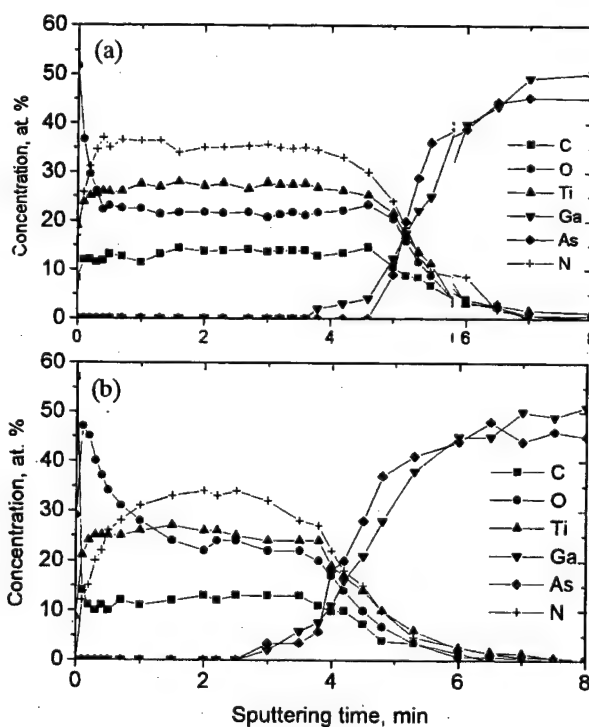 60
50
40
30
20
10
0
Concentration, at. %
(a)
C
O
Ti
Ga
As
N
0 2 4 16 8
60
50
40
30
20
10
0
Concentration, at. %
(b)
C
O
Ti
Ga
As
N
0 2 4 6 8
Sputtering time, min